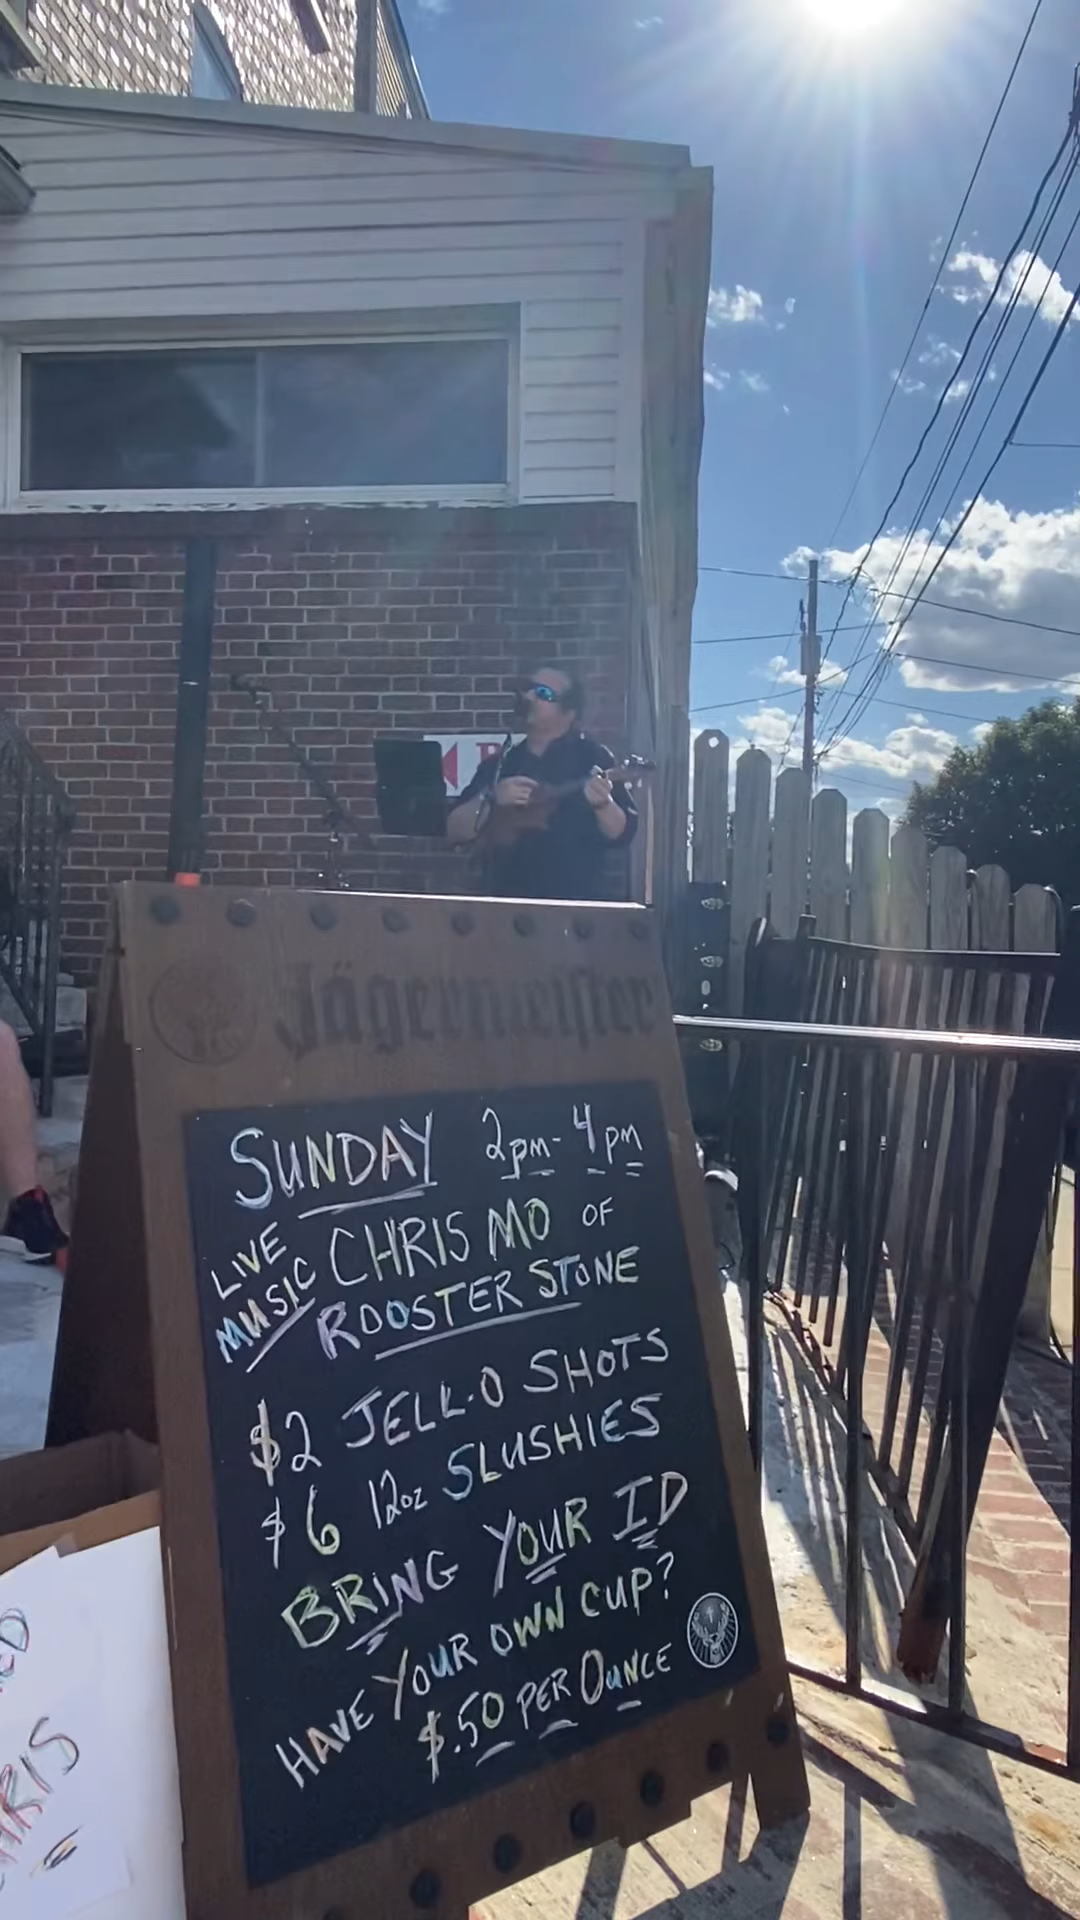 Jägermeister
SUNDAY 2pm-4pm
LIVE MUSIC CHRIS MO OF
ROOSTER STONE
$2 JELL-O SHOTS
$6 12oz SLUSHIES
BRING YOUR ID
HAVE YOUR OWN CUP?
$.50 PER OUNCE